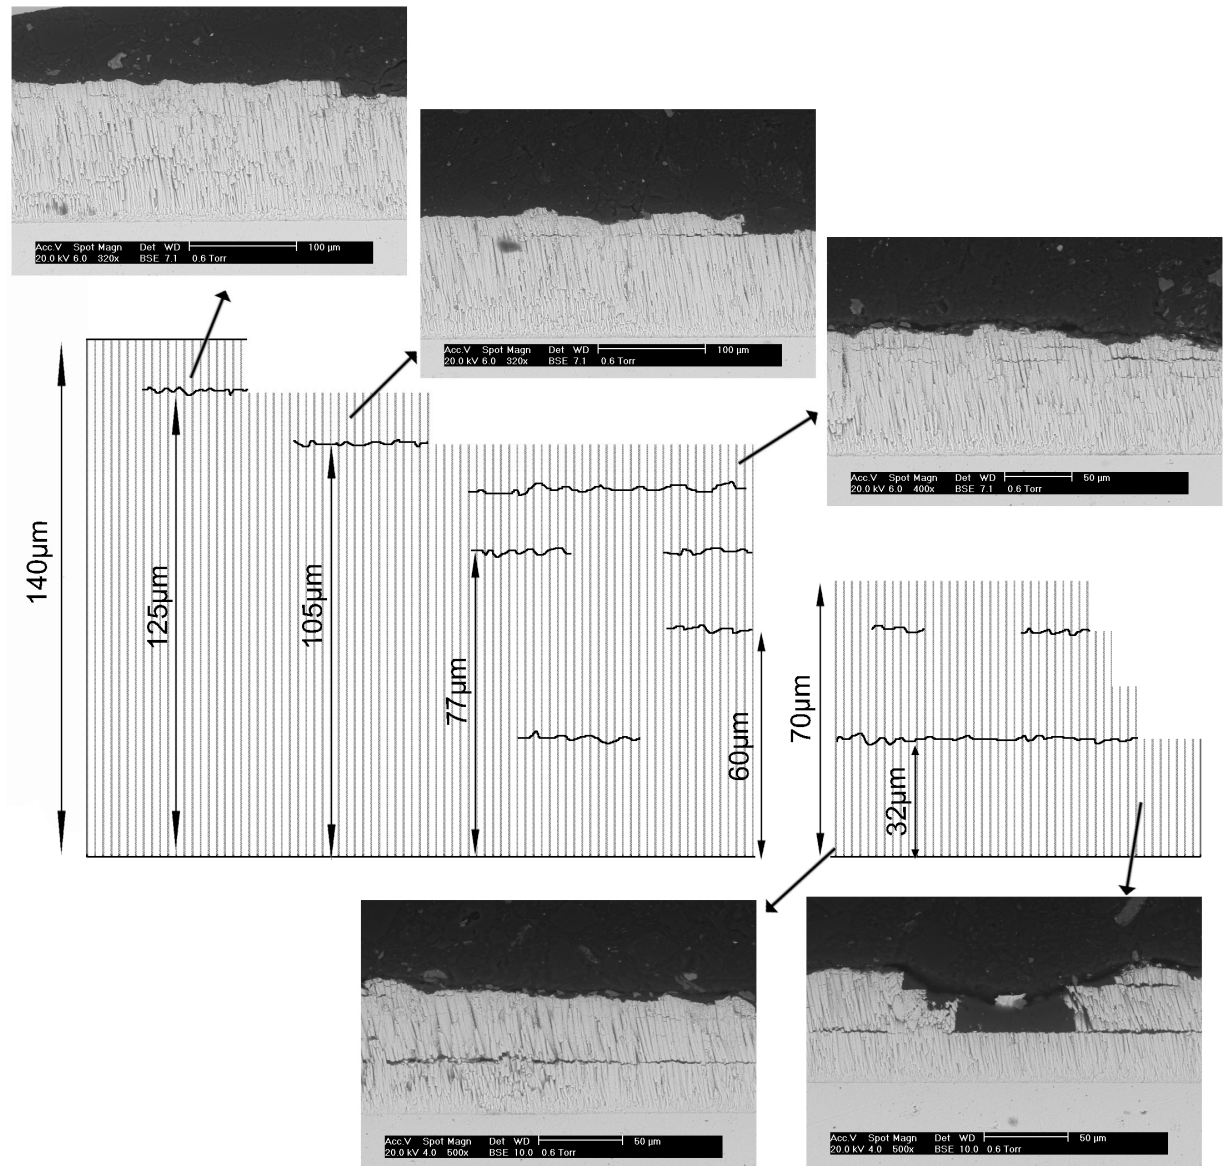 Acc.V Spot Magn Det WD 100 µm
20.0 kV 6.0 320x BSE 7.1 0.6 Torr
Acc.V Spot Magn Det WD 100 µm
20.0 kV 6.0 320x BSE 7.1 0.6 Torr
Acc.V Spot Magn Det WD 50 µm
20.0 kV 6.0 400x BSE 7.1 0.6 Torr
140µm
125µm
105µm
77µm
60µm
70µm
32µm
Acc.V Spot Magn Det WD 50 µm
20.0 kV 4.0 500x BSE 10.0 0.6 Torr
Acc.V Spot Magn Det WD 50 µm
20.0 kV 4.0 500x BSE 10.0 0.6 Torr